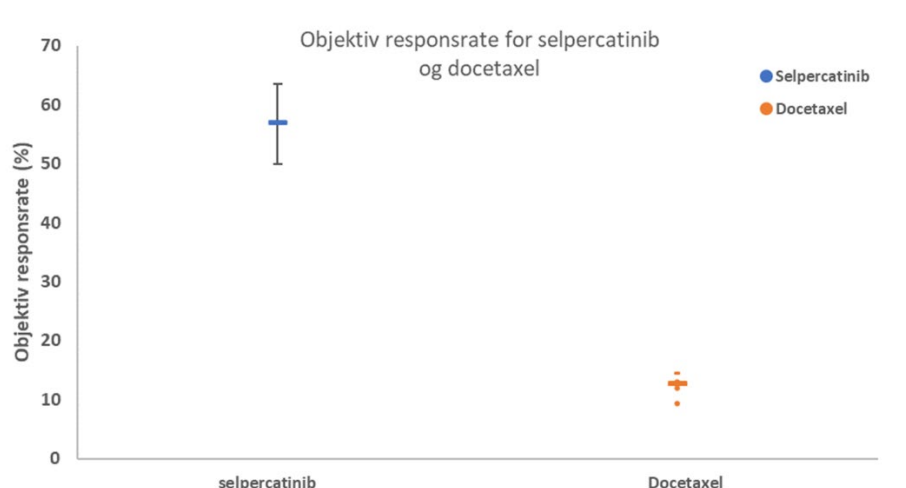 Objektiv responsrate for selpercatinib
og docetaxel
Selpercatinib
Docetaxel
Objektiv responsrate (%)
70
60
50
40
30
20
10
0
selpercatinib
Docetaxel